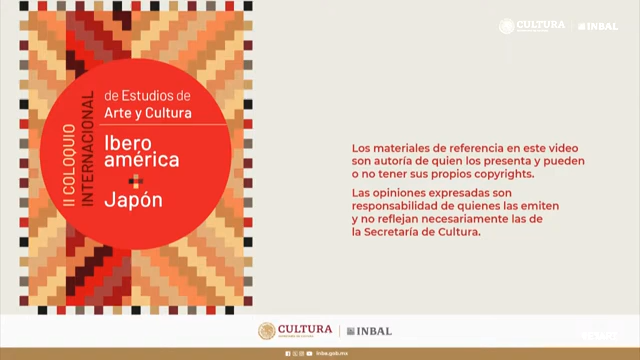 CULTURA
INBAL
II COLOQUIO
INTERNACIONAL
de Estudios de
Arte y Cultura
Ibero
américa
+
Japón
Los materiales de referencia en este video
son autoría de quien los presenta y pueden
o no tener sus propios copyrights.
Las opiniones expresadas son
responsabilidad de quienes las emiten
y no reflejan necesariamente las de
la Secretaría de Cultura.
CULTURA
INBAL
inba.gob.mx